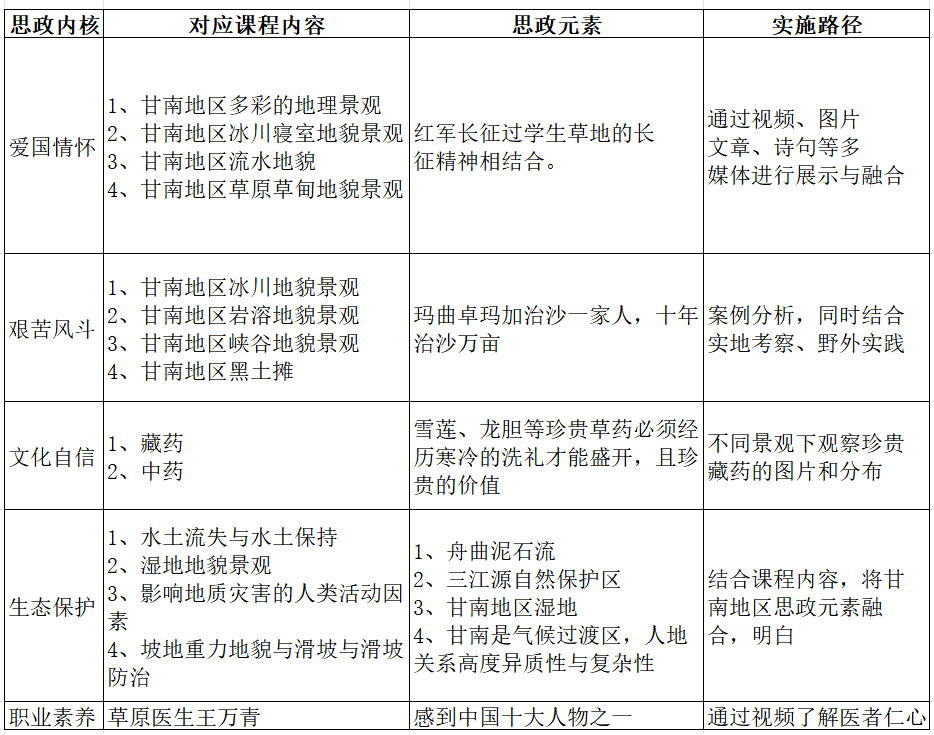 思政内核 对应课程内容 思政元素 实施路径
爱国情怀
1、甘南地区多彩的地理景观
2、甘南地区冰川寝室地貌景观
3、甘南地区流水地貌
4、甘南地区草原草甸地貌景观
红军长征过学生草地的长
征精神相结合。
通过视频、图片
文章、诗句等多
媒体进行展示与融合
艰苦风斗
1、甘南地区冰川地貌景观
2、甘南地区岩溶地貌景观
3、甘南地区峡谷地貌景观
4、甘南地区黑土摊
玛曲卓玛加治沙一家人，十年
治沙万亩
案例分析，同时结合
实地考察、野外实践
文化自信
1、藏药
2、中药
雪莲、龙胆等珍贵草药必须经
历寒冷的洗礼才能盛开，且珍
贵的价值
不同景观下观察珍贵
藏药的图片和分布
生态保护
1、水土流失与水土保持
2、湿地地貌景观
3、影响地质灾害的人类活动因
素
4、坡地重力地貌与滑坡与滑坡
防治
1、舟曲泥石流
2、三江源自然保护区
3、甘南地区湿地
4、甘南是气候过渡区，人地
关系高度异质性与复杂性
结合课程内容，将甘
南地区思政元素融
合，明白
职业素养 草原医生王万青 感到中国十大人物之一 通过视频了解医者仁心